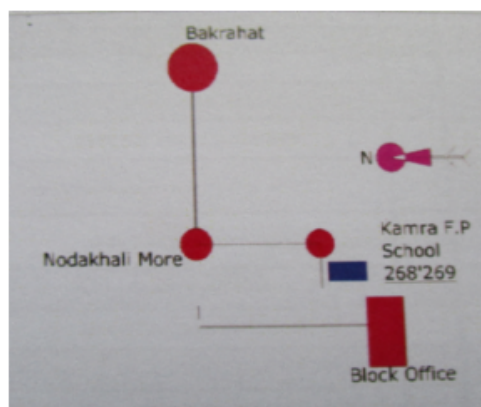 Bakrahat
N
Kamra F.P
School
268'269
Nodakhali More
Block Office